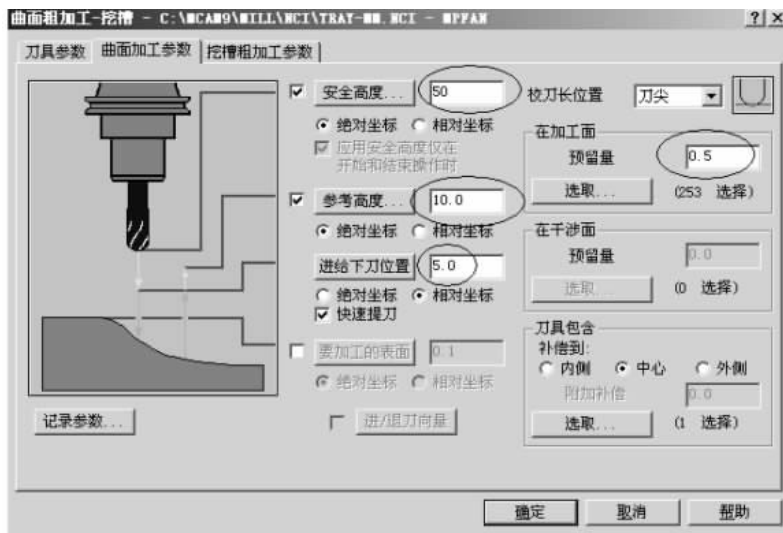 曲面粗加工-挖槽 - C:\MCAM9\MILL\NCI\TRAY-MM.NCI - MPFAN
刀具参数 曲面加工参数 挖槽粗加工参数
安全高度... 50
绝对坐标 相对坐标
应用安全高度仅在
开始和结束操作时
参考高度... 10.0
绝对坐标 相对坐标
进给下刀位置 5.0
绝对坐标 相对坐标
快速提刀
要加工的表面 0.1
绝对坐标 相对坐标
记录参数...
进/退刀向量
校刀长位置 刀尖
在加工面
预留量 0.5
选取... (253 选择)
在干涉面
预留量 0.0
选取... (0 选择)
刀具包含
补偿到:
内侧 中心 外侧
附加补偿 0.0
选取... (1 选择)
确定 取消 帮助